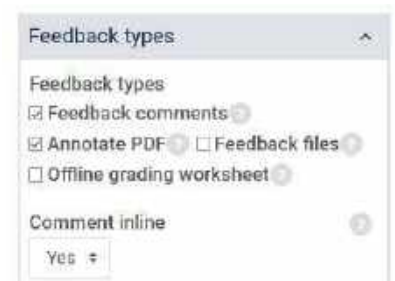 Feedback types
Feedback types
Feedback comments
Annotate PDF Feedback files
Offline grading worksheet
Comment inline
Yes